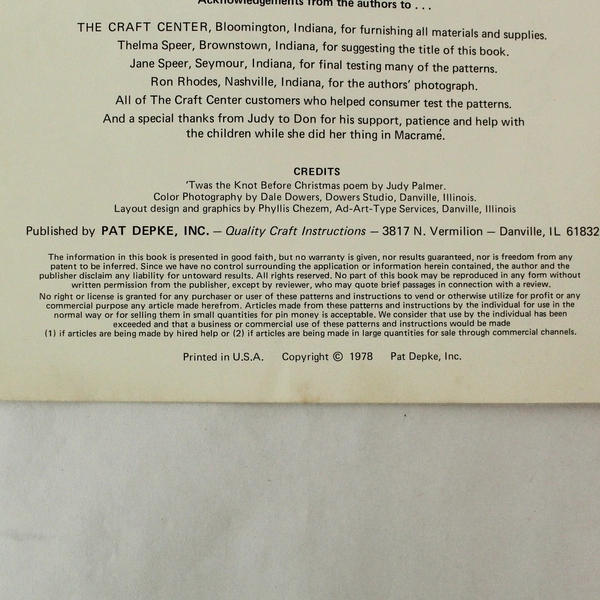 Acknowledgements from the authors to . . .
THE CRAFT CENTER, Bloomington, Indiana, for furnishing all materials and supplies.
Thelma Speer, Brownstown, Indiana, for suggesting the title of this book.
Jane Speer, Seymour, Indiana, for final testing many of the patterns.
Ron Rhodes, Nashville, Indiana, for the authors' photograph.
All of The Craft Center customers who helped consumer test the patterns.
And a special thanks from Judy to Don for his support, patience and help with
the children while she did her thing in Macramé.
CREDITS
'Twas the Knot Before Christmas poem by Judy Palmer.
Color Photography by Dale Dowers, Dowers Studio, Danville, Illinois.
Layout design and graphics by Phyllis Chezem, Ad-Art-Type Services, Danville, Illinois
Published by PAT DEPKE, INC. — Quality Craft Instructions — 3817 N. Vermilion — Danville, IL 61832
The information in this book is presented in good faith, but no warranty is given, nor results guaranteed, nor is freedom from any
patent to be inferred. Since we have no control surrounding the application or information herein contained, the author and the
publisher disclaim any liability for untoward results. All rights reserved. No part of this book may be reproduced in any form without
written permission from the publisher, except by reviewer, who may quote brief passages in connection with a review.
No right or license is granted for any purchaser or user of these patterns and instructions to vend or otherwise utilize for profit or any
commercial purpose any article made herefrom. Articles made from these patterns and instructions by the individual for use in the
normal way or for selling them in small quantities for pin money is acceptable. We consider that use by the individual has been
exceeded and that a business or commercial use of these patterns and instructions would be made
(1) if articles are being made by hired help or (2) if articles are being made in large quantities for sale through commercial channels.
Printed in U.S.A. Copyright © 1978 Pat Depke, Inc.